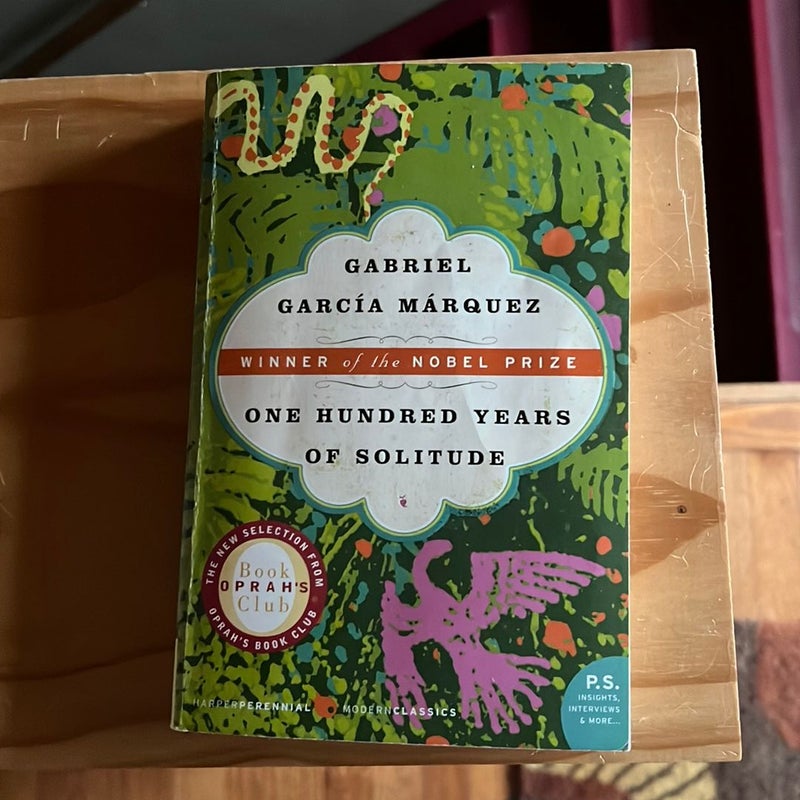 GABRIEL
GARCÍA MÁRQUEZ
WINNER of the NOBEL PRIZE
ONE HUNDRED YEARS
OF SOLITUDE
THE NEW SELECTION FROM
Book
OPRAH'S
Club
OPRAH'S BOOK CLUB
P.S.
INSIGHTS,
INTERVIEWS
& MORE...
HARPERPERENNIAL MODERNCLASSICS